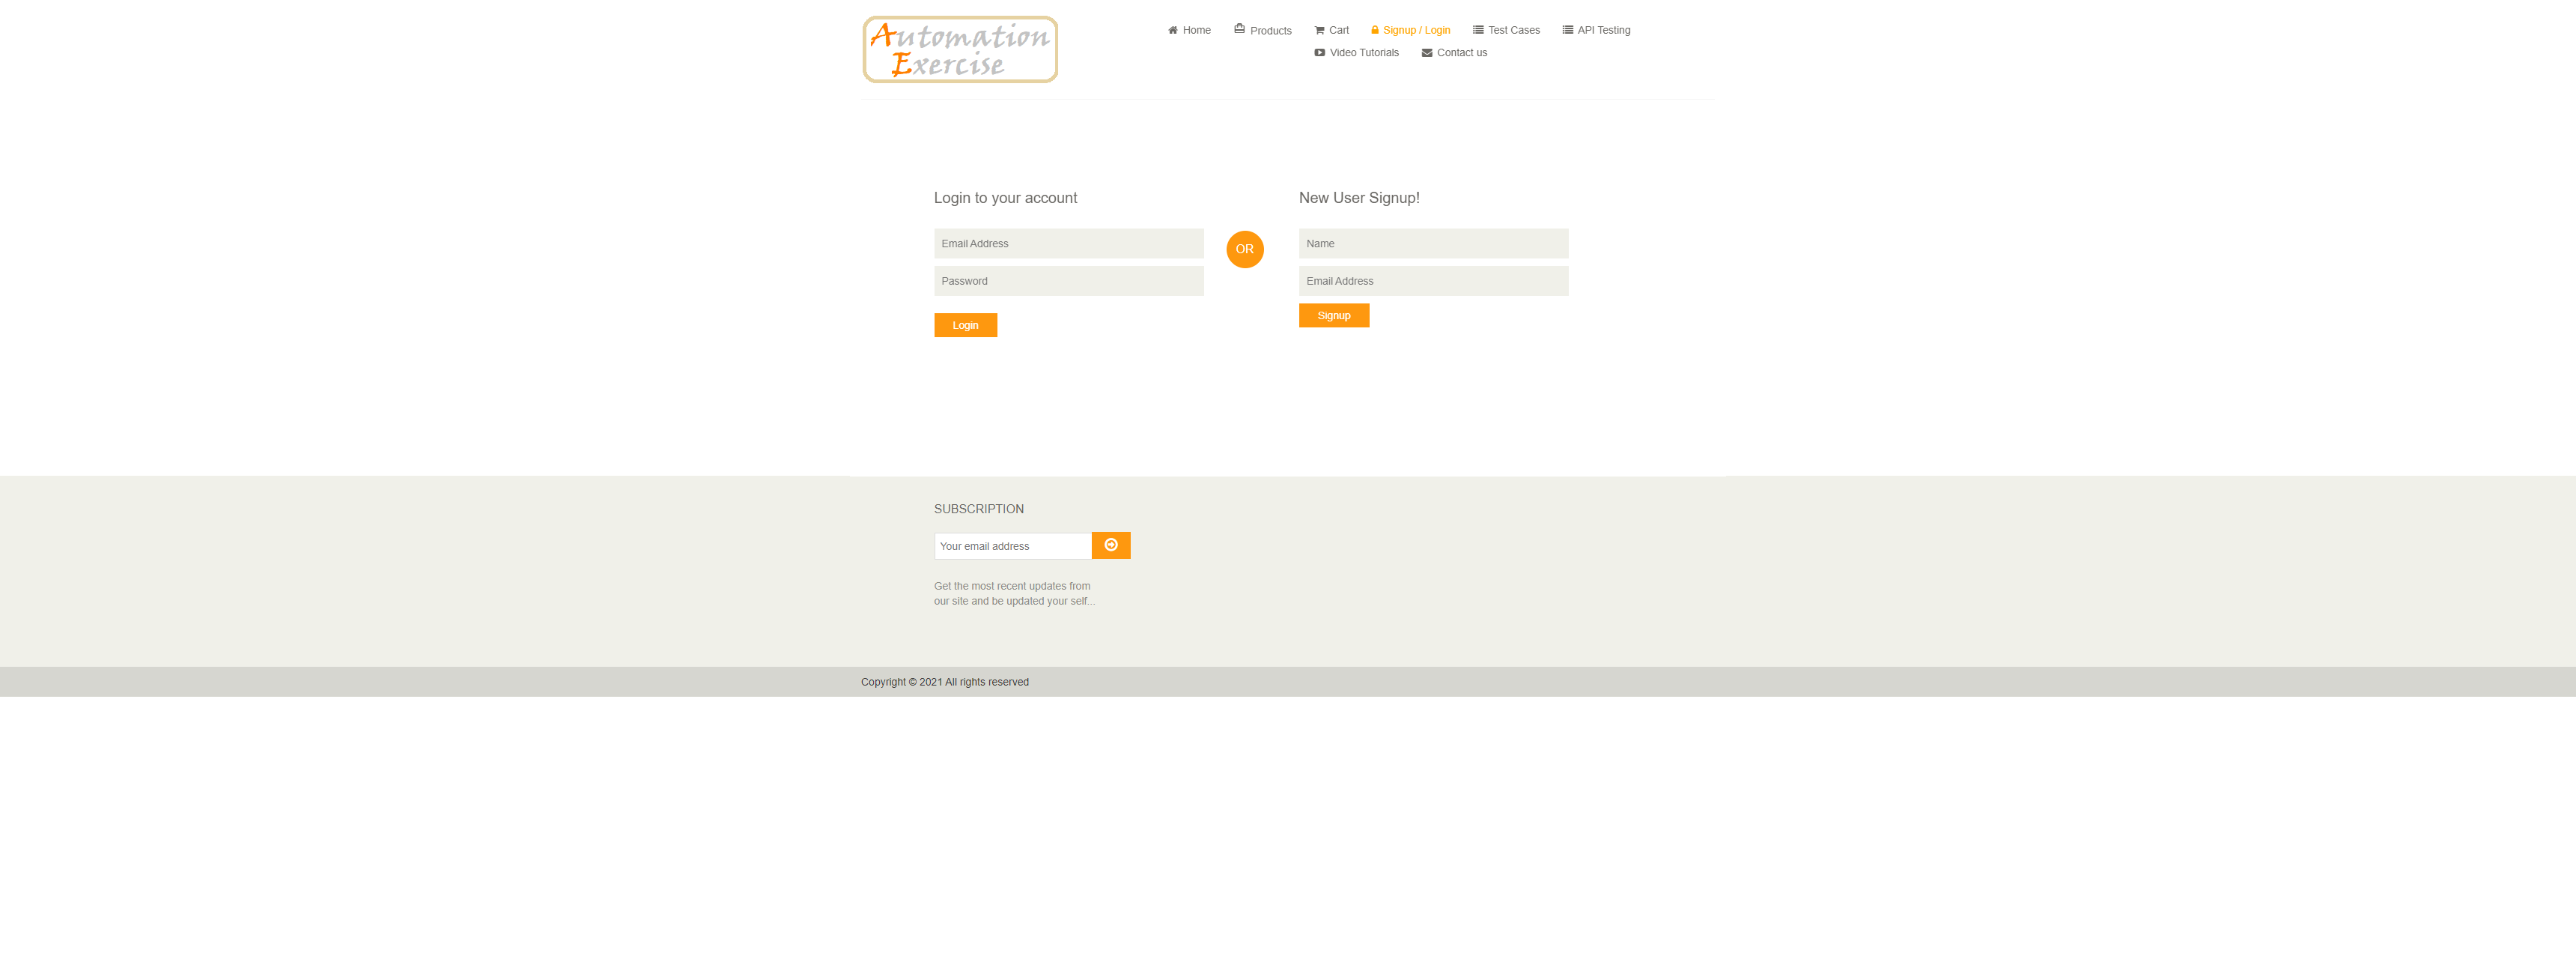 Automation
Exercise
Home Products Cart Signup / Login Test Cases API Testing
Video Tutorials Contact us
Login to your account
Email Address
Password
Login
OR
New User Signup!
Name
Email Address
Signup
SUBSCRIPTION
Your email address
Get the most recent updates from
our site and be updated your self...
Copyright © 2021 All rights reserved